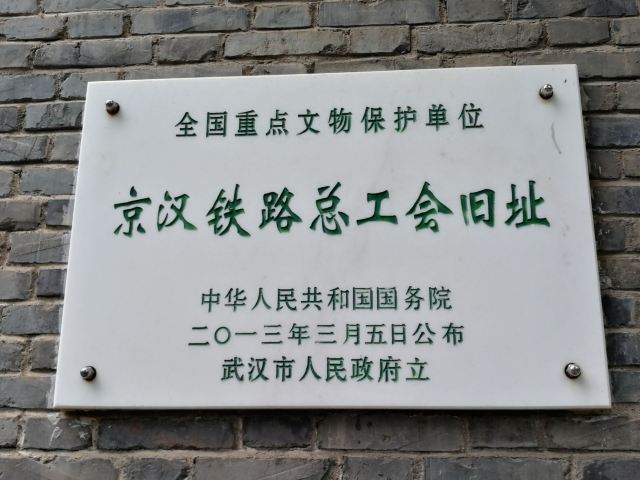 全国重点文物保护单位
京汉铁路总工会旧址
中华人民共和国国务院
二〇一三年三月五日公布
武汉市人民政府立